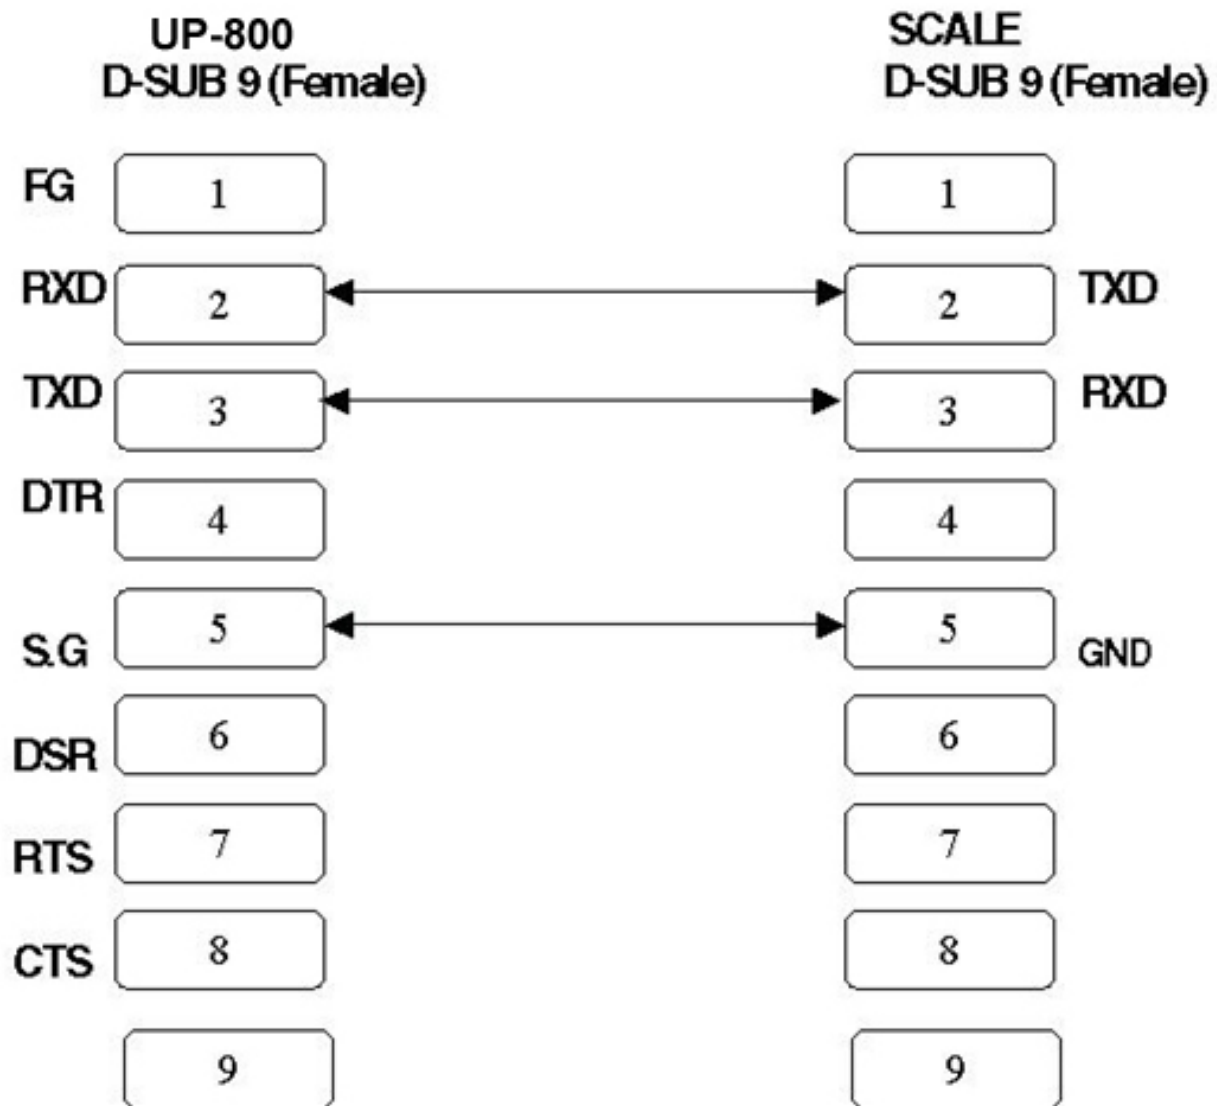 UP-800
D-SUB 9 (Female)
SCALE
D-SUB 9 (Female)
FG 1 1
RXD 2 2 TXD
TXD 3 3 RXD
DTR 4 4
S.G 5 5 GND
DSR 6 6
RTS 7 7
CTS 8 8
9 9